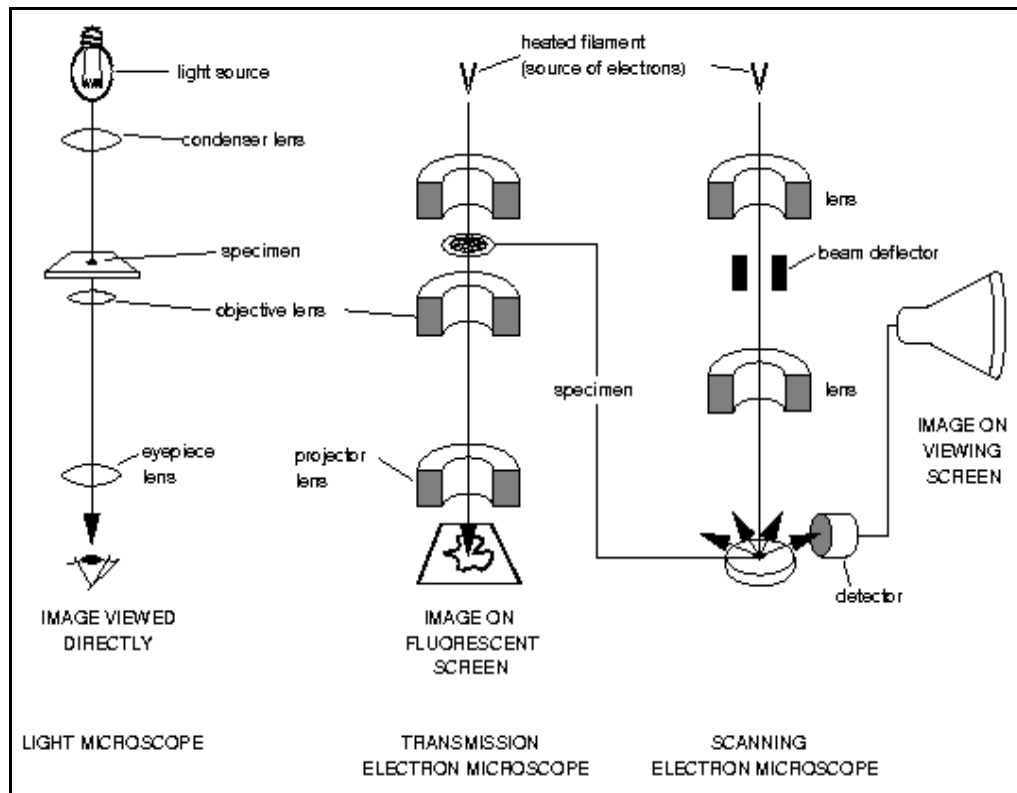 light source
condenser lens
specimen
objective lens
eyepiece
lens
IMAGE VIEWED
DIRECTLY
LIGHT MICROSCOPE
heated filament
(source of electrons)
projector
lens
specimen
IMAGE ON
FLUORESCENT
SCREEN
TRANSMISSION
ELECTRON MICROSCOPE
lens
beam deflector
lens
detector
IMAGE ON
VIEWING
SCREEN
SCANNING
ELECTRON MICROSCOPE